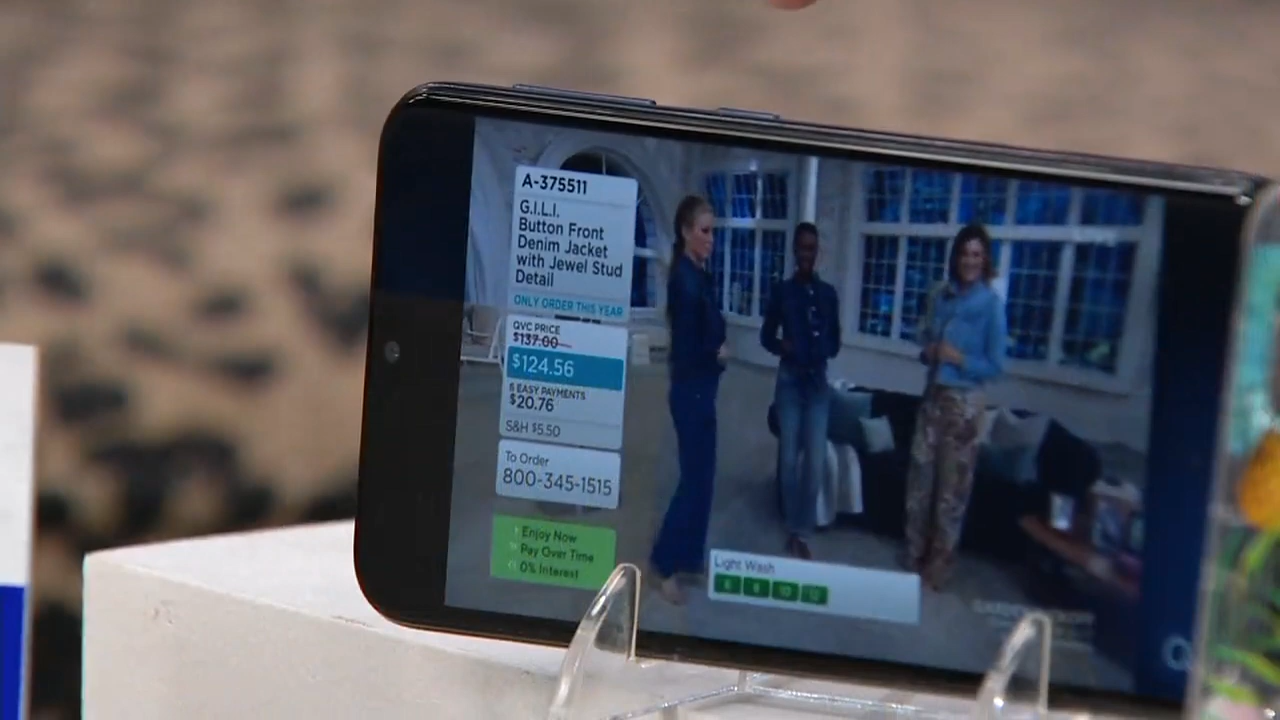 A-375511
G.I.L.I.
Button Front
Denim Jacket
with Jewel Stud
Detail
ONLY ORDER THIS YEAR
QVC PRICE
$137.00
$124.56
6 EASY PAYMENTS
$20.76
S&H $5.50
To Order
800-345-1515
Enjoy Now
Pay Over Time
0% Interest
Light Wash
Q